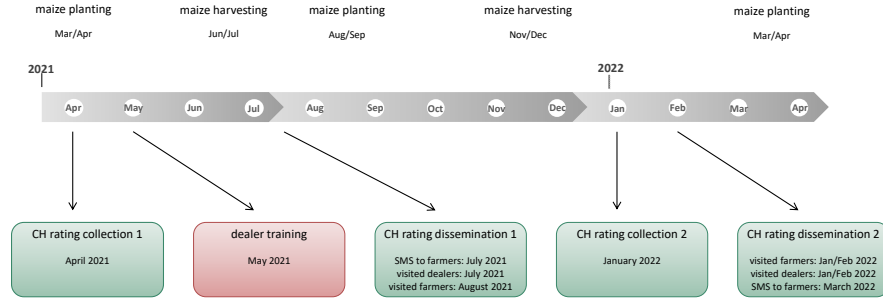 maize planting
Mar/Apr
maize harvesting
Jun/Jul
maize planting
Aug/Sep
maize harvesting
Nov/Dec
maize planting
Mar/Apr
2021
2022
Apr
May
Jun
Jul
Aug
Sep
Oct
Nov
Dec
Jan
Feb
Mar
Apr
CH rating collection 1
April 2021
dealer training
May 2021
CH rating dissemination 1
SMS to farmers: July 2021
visited dealers: July 2021
visited farmers: August 2021
CH rating collection 2
January 2022
CH rating dissemination 2
visited farmers: Jan/Feb 2022
visited dealers: Jan/Feb 2022
SMS to farmers: March 2022